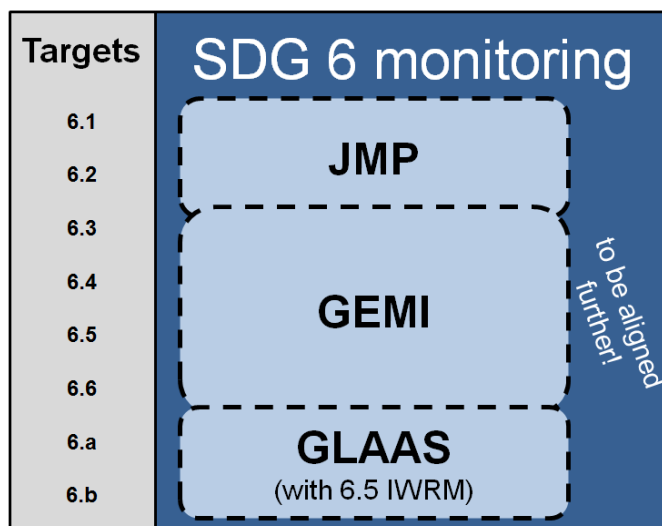 Targets
SDG 6 monitoring
6.1
6.2
JMP
6.3
6.4
6.5
6.6
GEMI
to be aligned
further!
6.a
6.b
GLAAS
(with 6.5 IWRM)